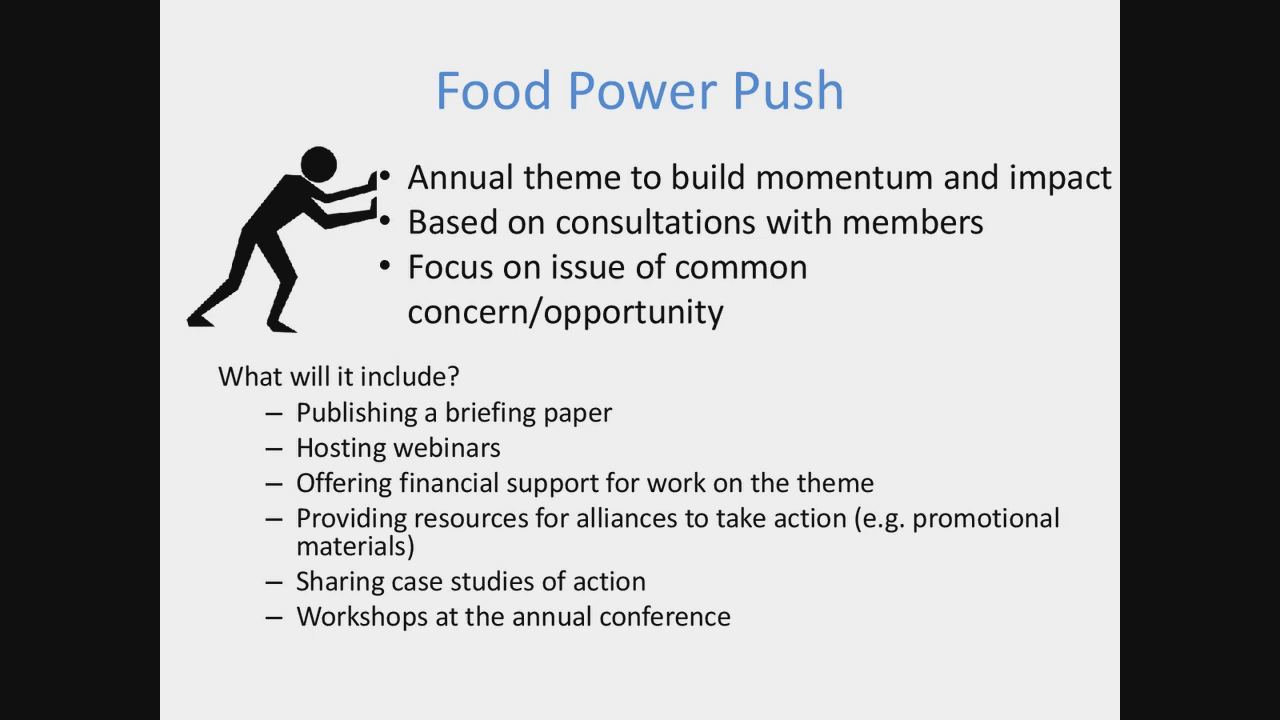 Food Power Push
• Annual theme to build momentum and impact
• Based on consultations with members
• Focus on issue of common
concern/opportunity
What will it include?
– Publishing a briefing paper
– Hosting webinars
– Offering financial support for work on the theme
– Providing resources for alliances to take action (e.g. promotional
materials)
– Sharing case studies of action
– Workshops at the annual conference